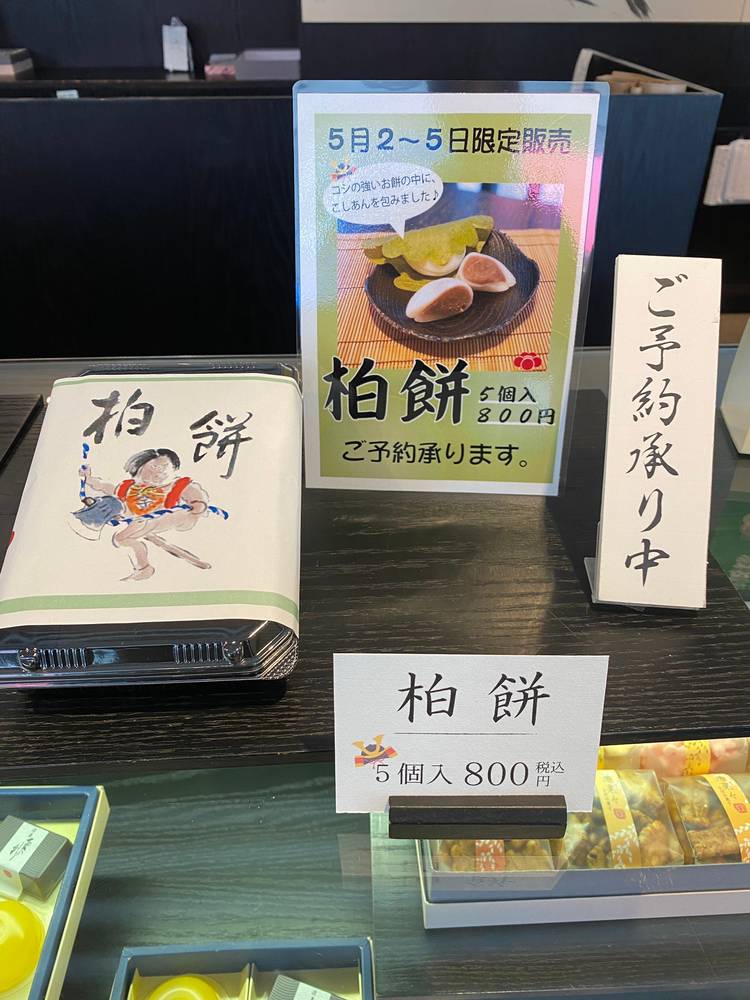 5月2〜5日限定販売
コシの強いお餅の中に、
こしあんを包みました♪
柏餅
5個入
800円
ご予約承ります。
ご予約承り中
柏餅
柏餅
5個入 800円 税込